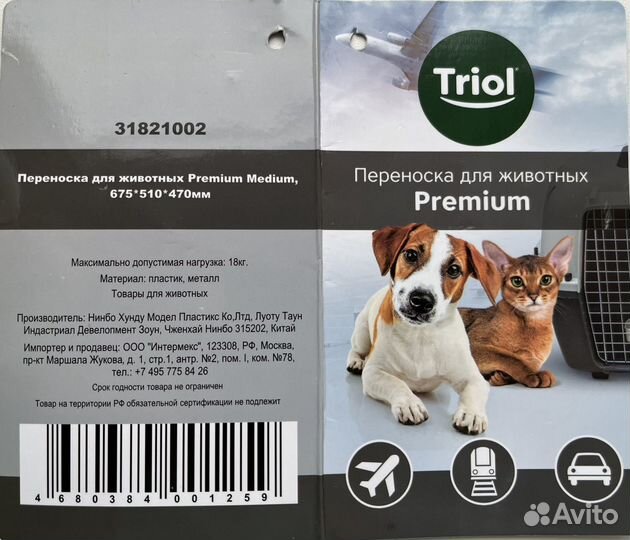 31821002
Переноска для животных Premium Medium,
675*510*470мм
Максимально допустимая нагрузка: 18кг.
Материал: пластик, металл
Товары для животных
Производитель: Нинбо Хунду Модел Пластикс Ко,Лтд, Луоту Таун
Индастриал Девелопмент Зоун, Чженхай Нинбо 315202, Китай
Импортер и продавец: ООО "Интермекс", 123308, РФ, Москва,
пр-кт Маршала Жукова, д. 1, стр.1, антр. №2, пом. I, ком. №78,
тел.: +7 495 775 84 26
Срок годности товара не ограничен
Товар на территории РФ обязательной сертификации не подлежит
4 680384 001259
Triol
Переноска для животных
Premium
Avito